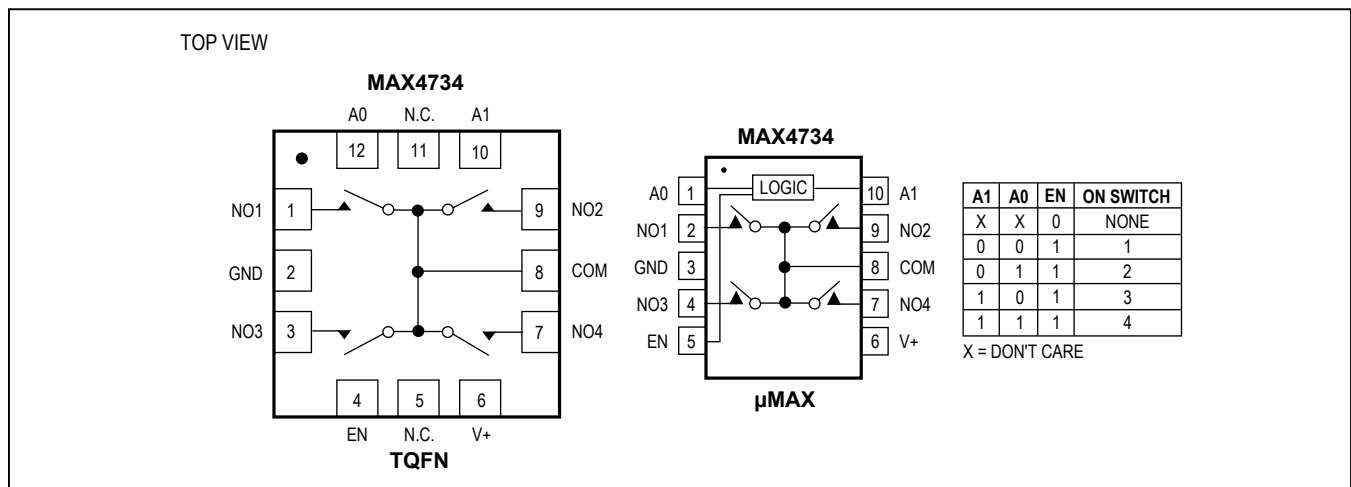 TOP VIEW
MAX4734
A0 N.C. A1
12 11 10
NO1 1 9 NO2
GND 2 8 COM
NO3 3 7 NO4
4 5 6
EN N.C. V+
TQFN
MAX4734
LOGIC
A0 1 10 A1
NO1 2 9 NO2
GND 3 8 COM
NO3 4 7 NO4
EN 5 6 V+
µMAX
A1 A0 EN ON SWITCH
X X 0 NONE
0 0 1 1
0 1 1 2
1 0 1 3
1 1 1 4
X = DON'T CARE